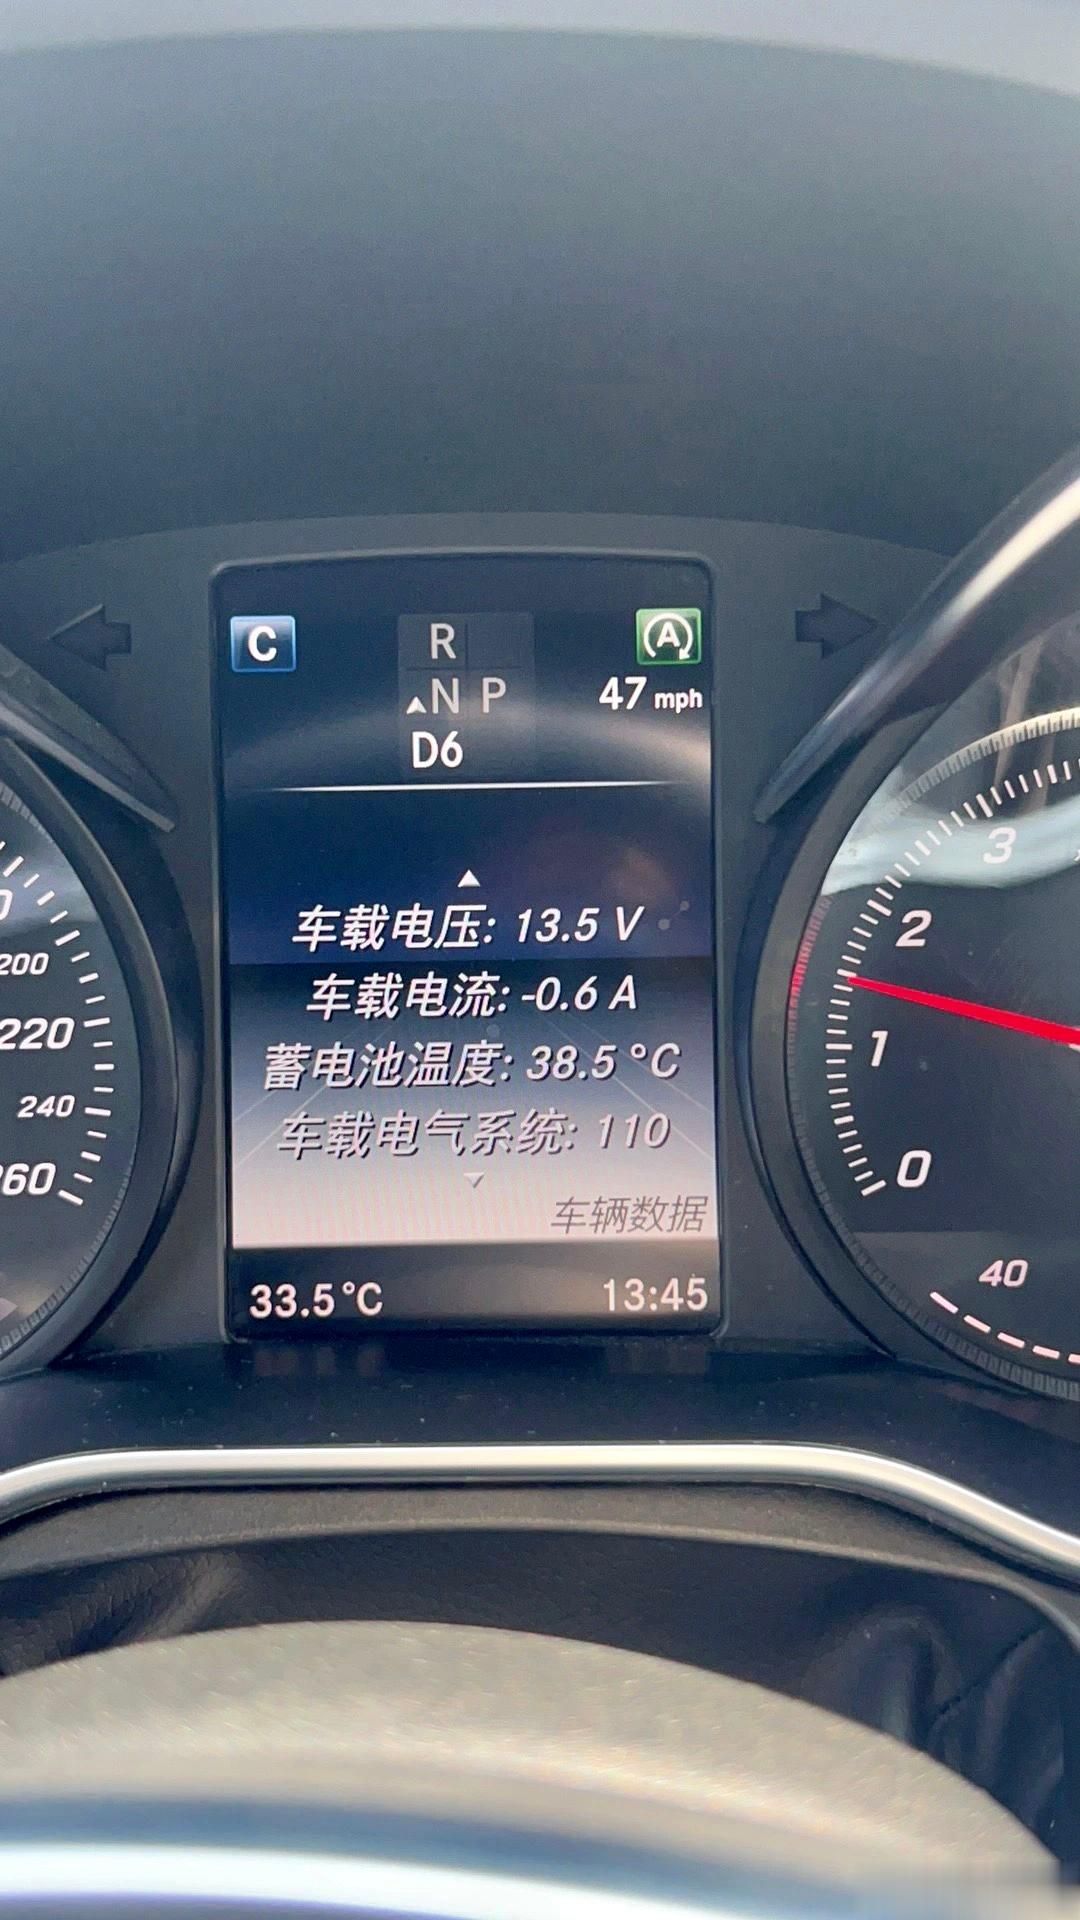 C
R
A
N P
47 mph
D6
车载电压: 13.5 V
车载电流: -0.6 A
蓄电池温度: 38.5 °C
车载电气系统: 110
车辆数据
33.5°C
13:45
200
220
240
260
3
2
1
0
40